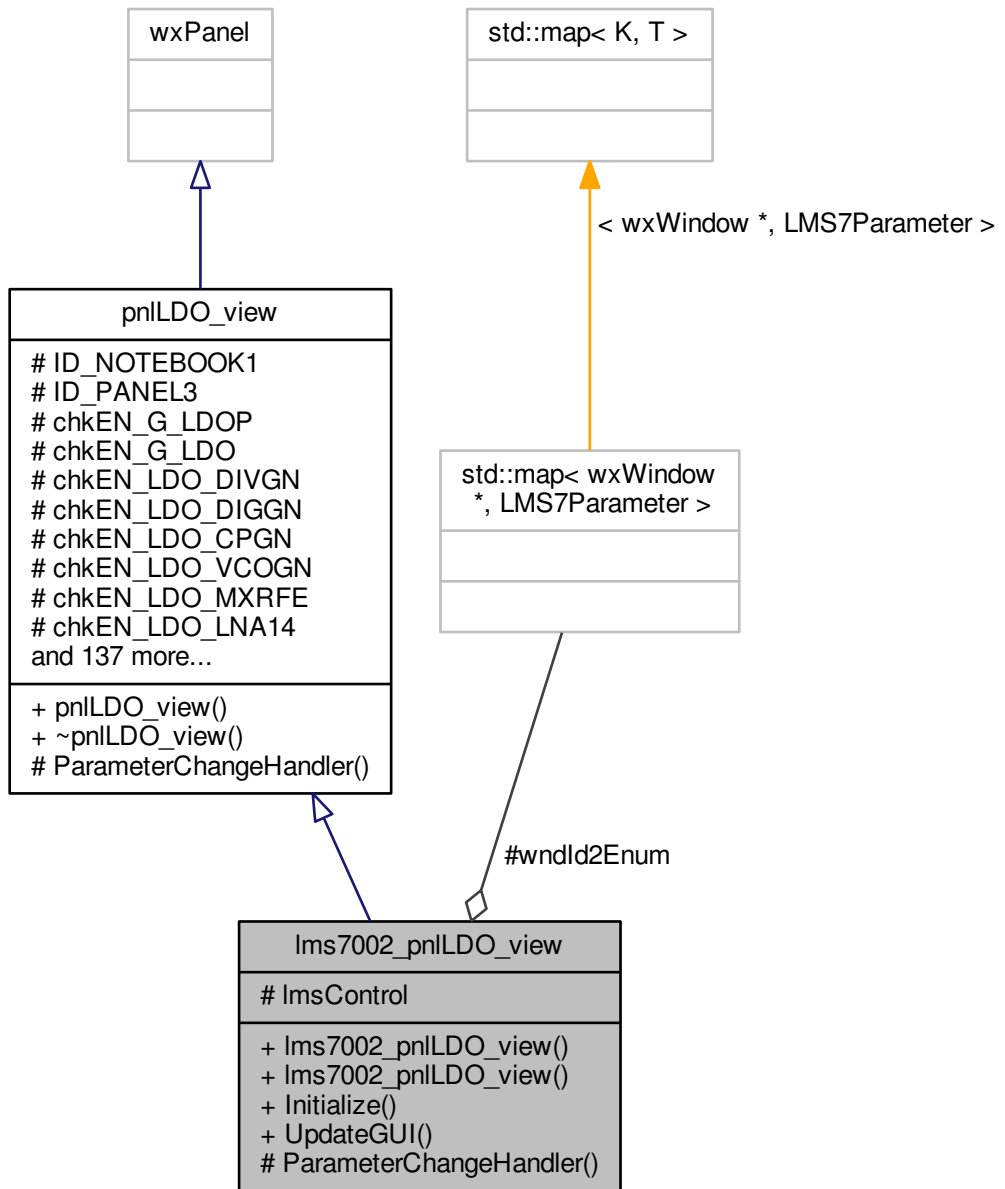 wxPanel
std::map< K, T >
< wxWindow *, LMS7Parameter >
pnlLDO_view
# ID_NOTEBOOK1
# ID_PANEL3
# chkEN_G_LDOP
# chkEN_G_LDO
# chkEN_LDO_DIVGN
# chkEN_LDO_DIGGN
# chkEN_LDO_CPGN
# chkEN_LDO_VCOGN
# chkEN_LDO_MXRFE
# chkEN_LDO_LNA14
and 137 more...
+ pnlLDO_view()
+ ~pnlLDO_view()
# ParameterChangeHandler()
std::map< wxWindow
*, LMS7Parameter >
#wndId2Enum
lms7002_pnlLDO_view
# lmsControl
+ lms7002_pnlLDO_view()
+ lms7002_pnlLDO_view()
+ Initialize()
+ UpdateGUI()
# ParameterChangeHandler()